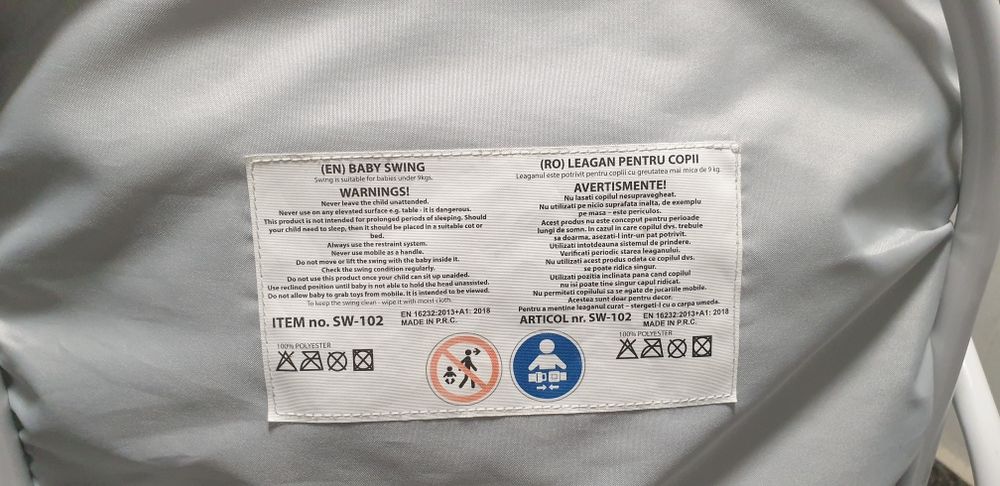 (EN) BABY SWING
Swing is suitable for babies under 9kgs.
WARNINGS!
Never leave the child unattended.
Never use on any elevated surface e.g. table - it is dangerous.
This product is not intended for prolonged periods of sleeping. Should
your child need to sleep, then it should be placed in a suitable cot or
bed.
Always use the restraint system.
Never use mobile as a handle.
Do not move or lift the swing with the baby inside it.
Check the swing condition regularly.
Do not use this product once your child can sit up unaided.
Use reclined position until baby is not able to hold the head unassisted.
Do not allow baby to grab toys from mobile. It is intended to be viewed.
To keep the swing clean - wipe it with moist cloth.
ITEM no. SW-102
EN 16232:2013+A1: 2018
MADE IN P.R.C.
100% POLYESTER
(RO) LEAGAN PENTRU COPII
Leaganul este potrivit pentru copii cu greutatea mai mica de 9 kg.
AVERTISMENTE!
Nu lasati copilul nesupravegheat.
Nu utilizati pe nicio suprafata inalta, de exemplu
pe masa – este periculos.
Acest produs nu este conceput pentru perioade
lungi de somn. In cazul in care copilul dvs. trebuie
sa doarma, asezati-l intr-un pat potrivit.
Utilizati intotdeauna sistemul de prindere.
Verificati periodic starea leaganului.
Nu utilizati acest produs odata ce copilul dvs.
se poate ridica singur.
Utilizati pozitia inclinata pana cand copilul
nu isi poate tine singur capul ridicat.
Nu permiteti copilului sa se agate de jucariile mobile.
Acestea sunt doar pentru decor.
Pentru a mentine leaganul curat – stergeti-l cu o carpa umeda.
ARTICOL nr. SW-102
EN 16232:2013+A1: 2018
MADE IN P.R.C.
100% POLYESTER